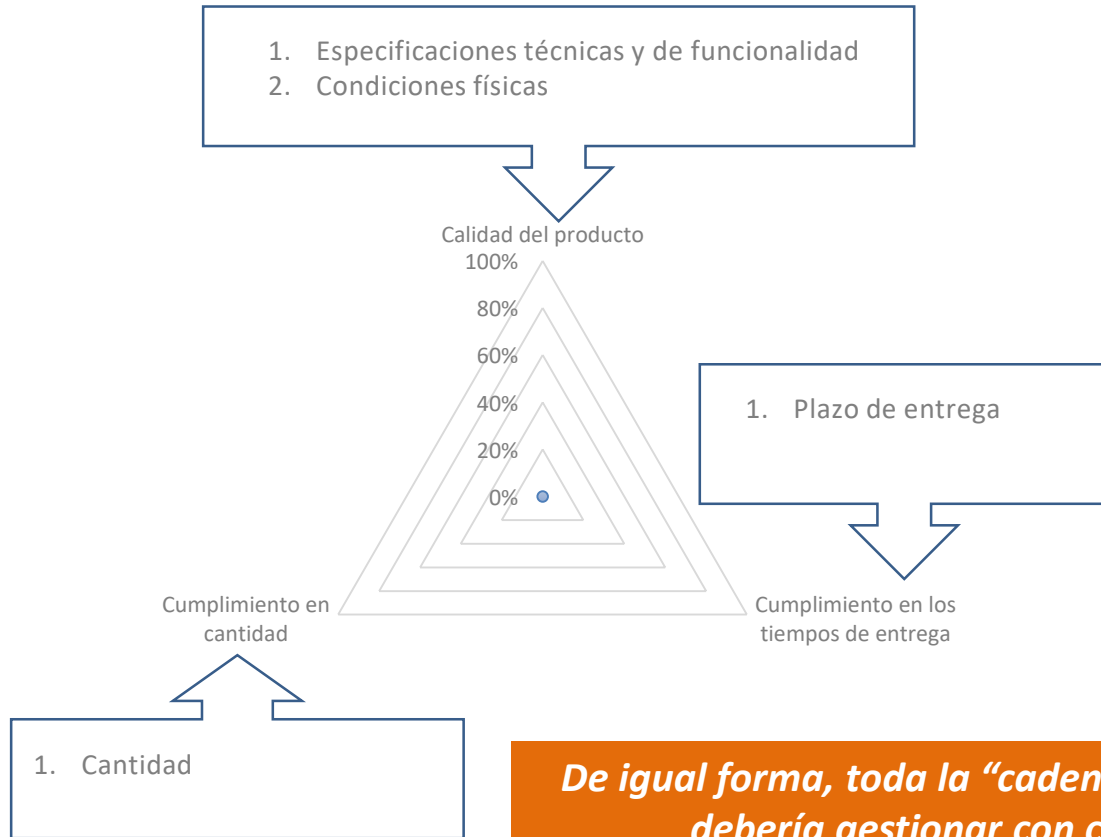 1. Especificaciones técnicas y de funcionalidad
2. Condiciones físicas
Calidad del producto
100%
80%
60%
40%
20%
0%
1. Plazo de entrega
Cumplimiento en
cantidad
Cumplimiento en los
tiempos de entrega
1. Cantidad
De igual forma, toda la “caden
debería gestionar con